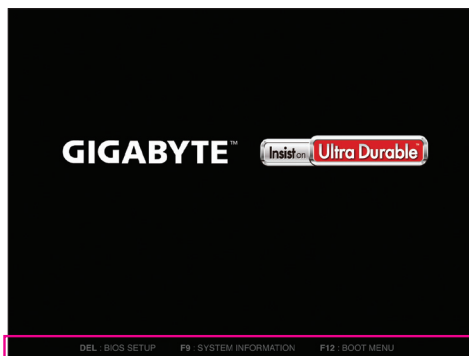 GIGABYTE™ Insist on Ultra Durable™
DEL : BIOS SETUP F9 : SYSTEM INFORMATION F12 : BOOT MENU